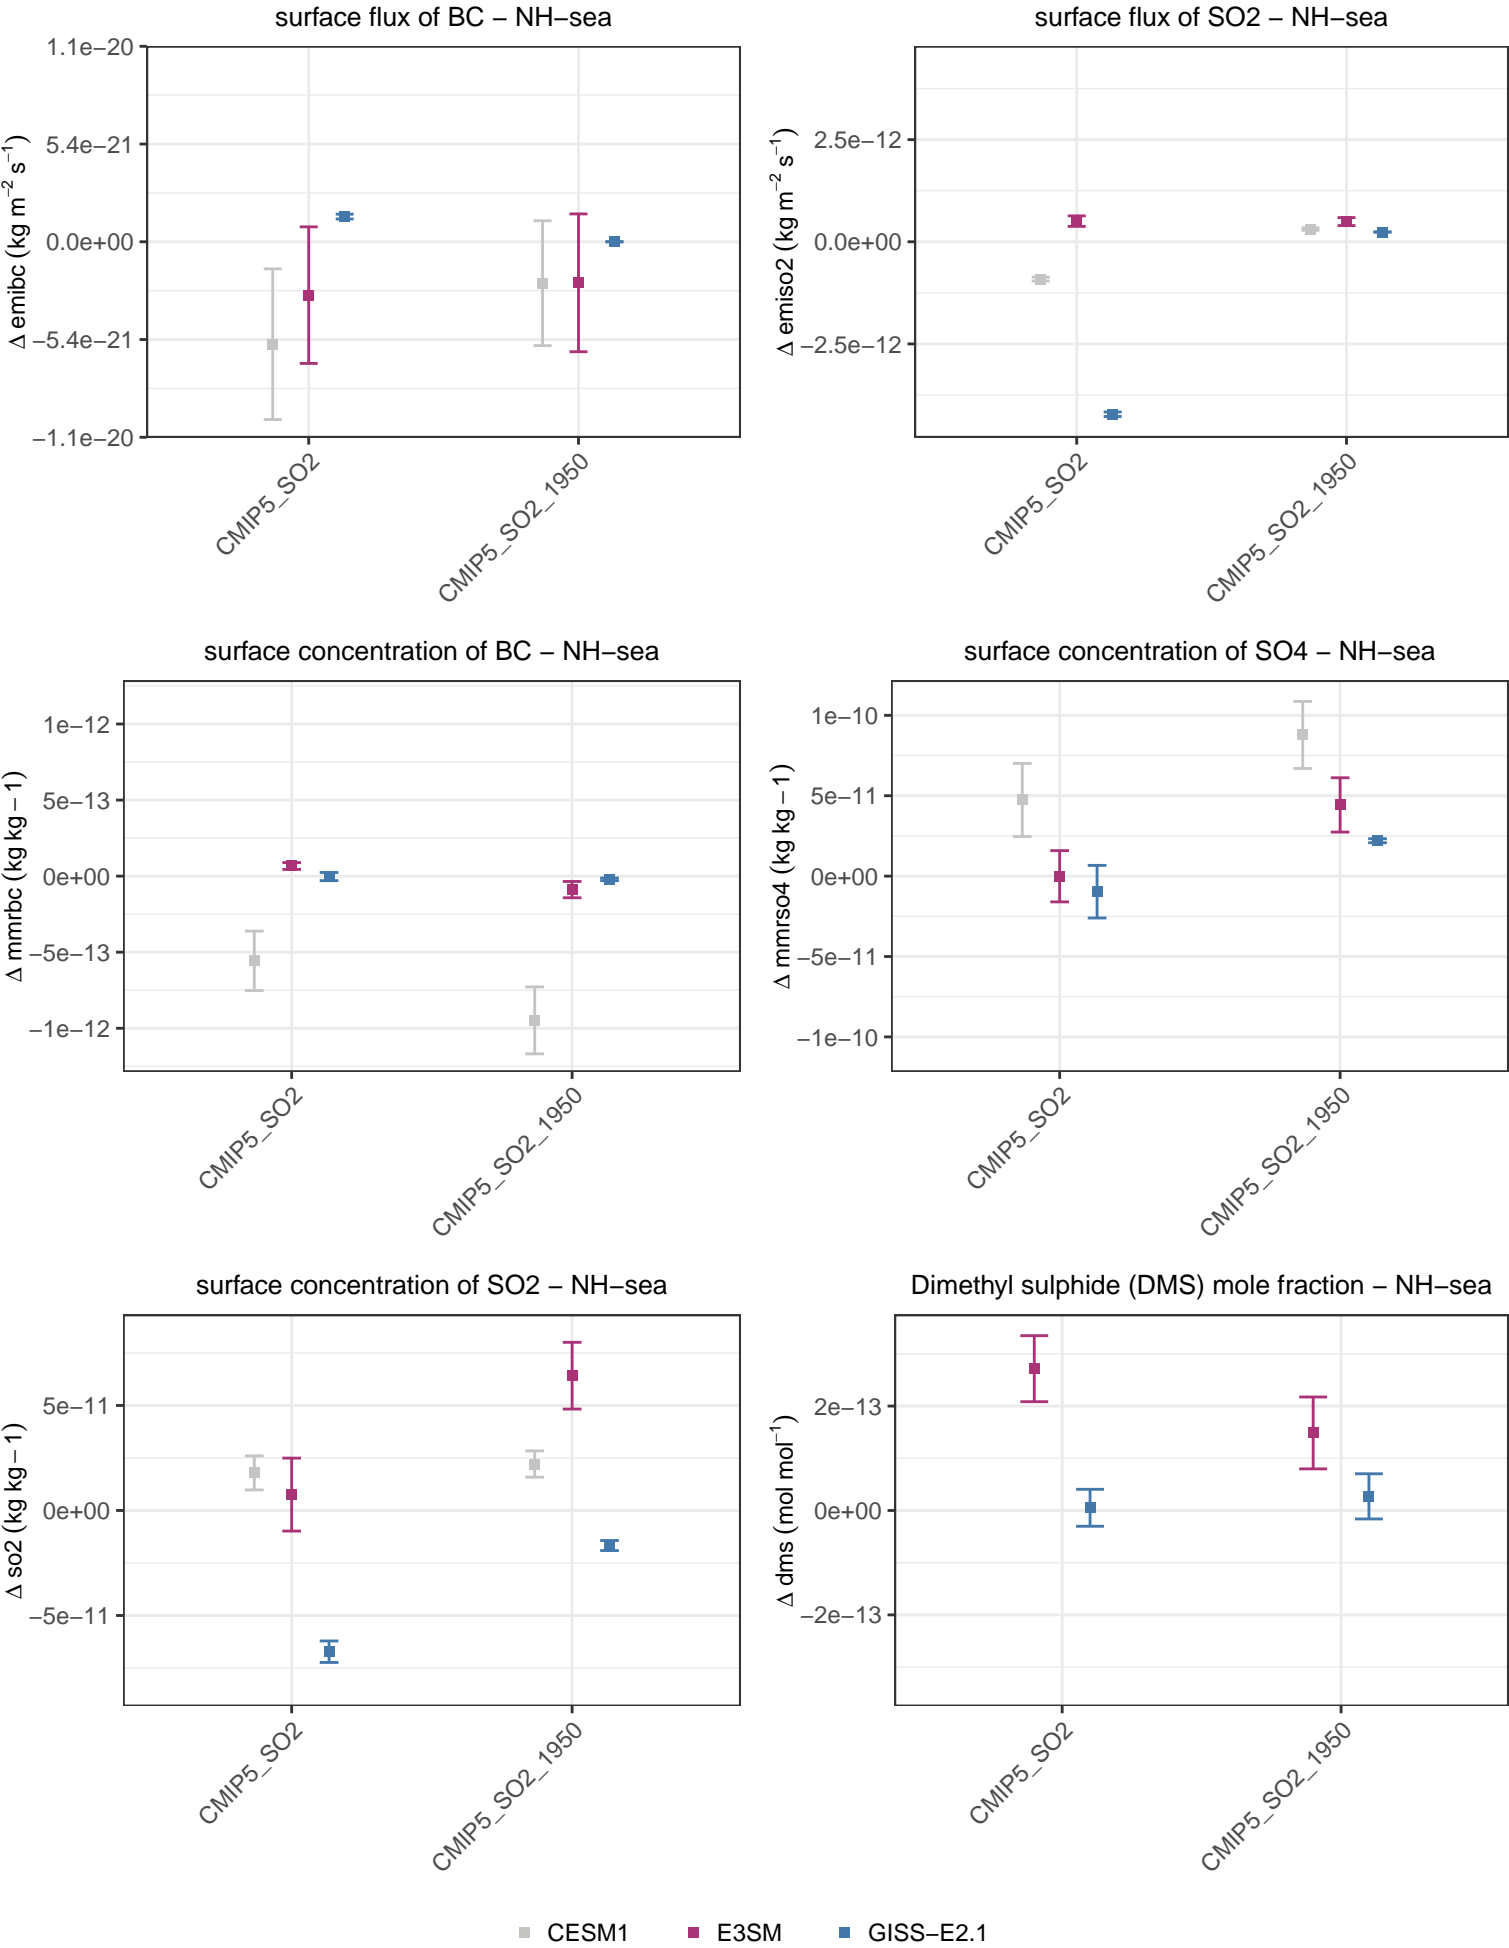 surface flux of BC − NH−sea
1.1e−20
5.4e−21
0.0e+00
−5.4e−21
−1.1e−20
Δ emibc (kg m⁻² s⁻¹)
CMIP5_SO2
CMIP5_SO2_1950
surface flux of SO2 − NH−sea
2.5e−12
0.0e+00
−2.5e−12
Δ emiso2 (kg m⁻² s⁻¹)
CMIP5_SO2
CMIP5_SO2_1950
surface concentration of BC − NH−sea
1e−12
5e−13
0e+00
−5e−13
−1e−12
Δ mmrbc (kg kg − 1)
CMIP5_SO2
CMIP5_SO2_1950
surface concentration of SO4 − NH−sea
1e−10
5e−11
0e+00
−5e−11
−1e−10
Δ mmrso4 (kg kg − 1)
CMIP5_SO2
CMIP5_SO2_1950
surface concentration of SO2 − NH−sea
5e−11
0e+00
−5e−11
Δ so2 (kg kg − 1)
CMIP5_SO2
CMIP5_SO2_1950
Dimethyl sulphide (DMS) mole fraction − NH−sea
2e−13
0e+00
−2e−13
Δ dms (mol mol⁻¹)
CMIP5_SO2
CMIP5_SO2_1950
CESM1
E3SM
GISS−E2.1